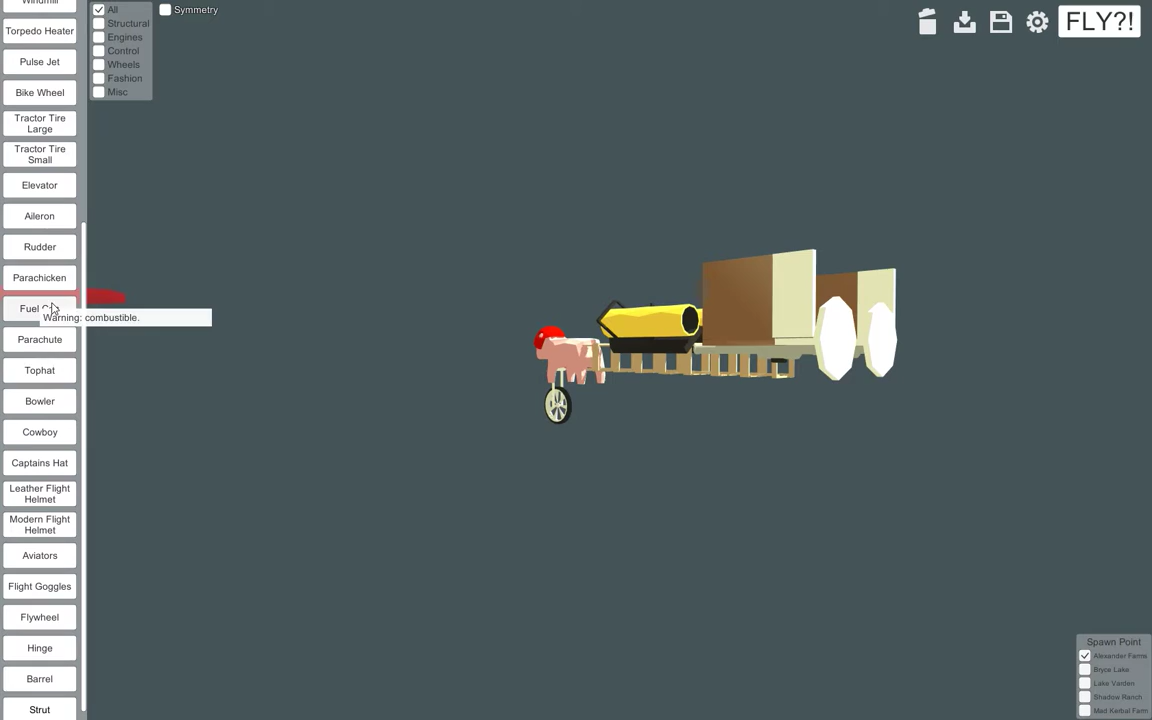 Windmill
Torpedo Heater
Pulse Jet
Bike Wheel
Tractor Tire
Large
Tractor Tire
Small
Elevator
Aileron
Rudder
Parachicken
Fuel
Warning: combustible.
Parachute
Tophat
Bowler
Cowboy
Captains Hat
Leather Flight
Helmet
Modern Flight
Helmet
Aviators
Flight Goggles
Flywheel
Hinge
Barrel
Strut
All
Structural
Engines
Control
Wheels
Fashion
Misc
Symmetry
FLY?!
Spawn Point
Alexander Farms
Bryce Lake
Lake Varden
Shadow Ranch
Mad Kerbal Farm